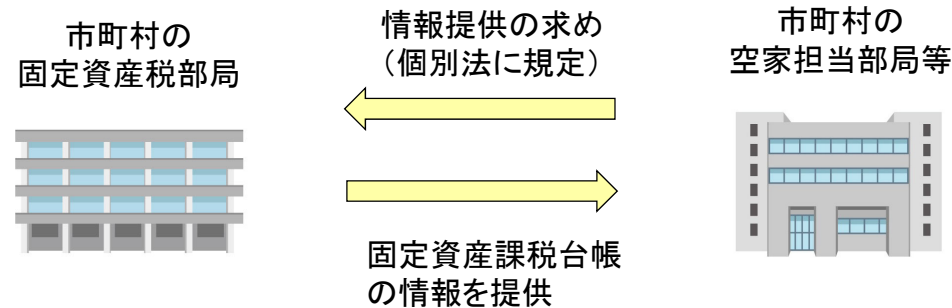 市町村の
固定資産税部局
情報提供の求め
（個別法に規定）
市町村の
空家担当部局等
固定資産課税台帳
の情報を提供